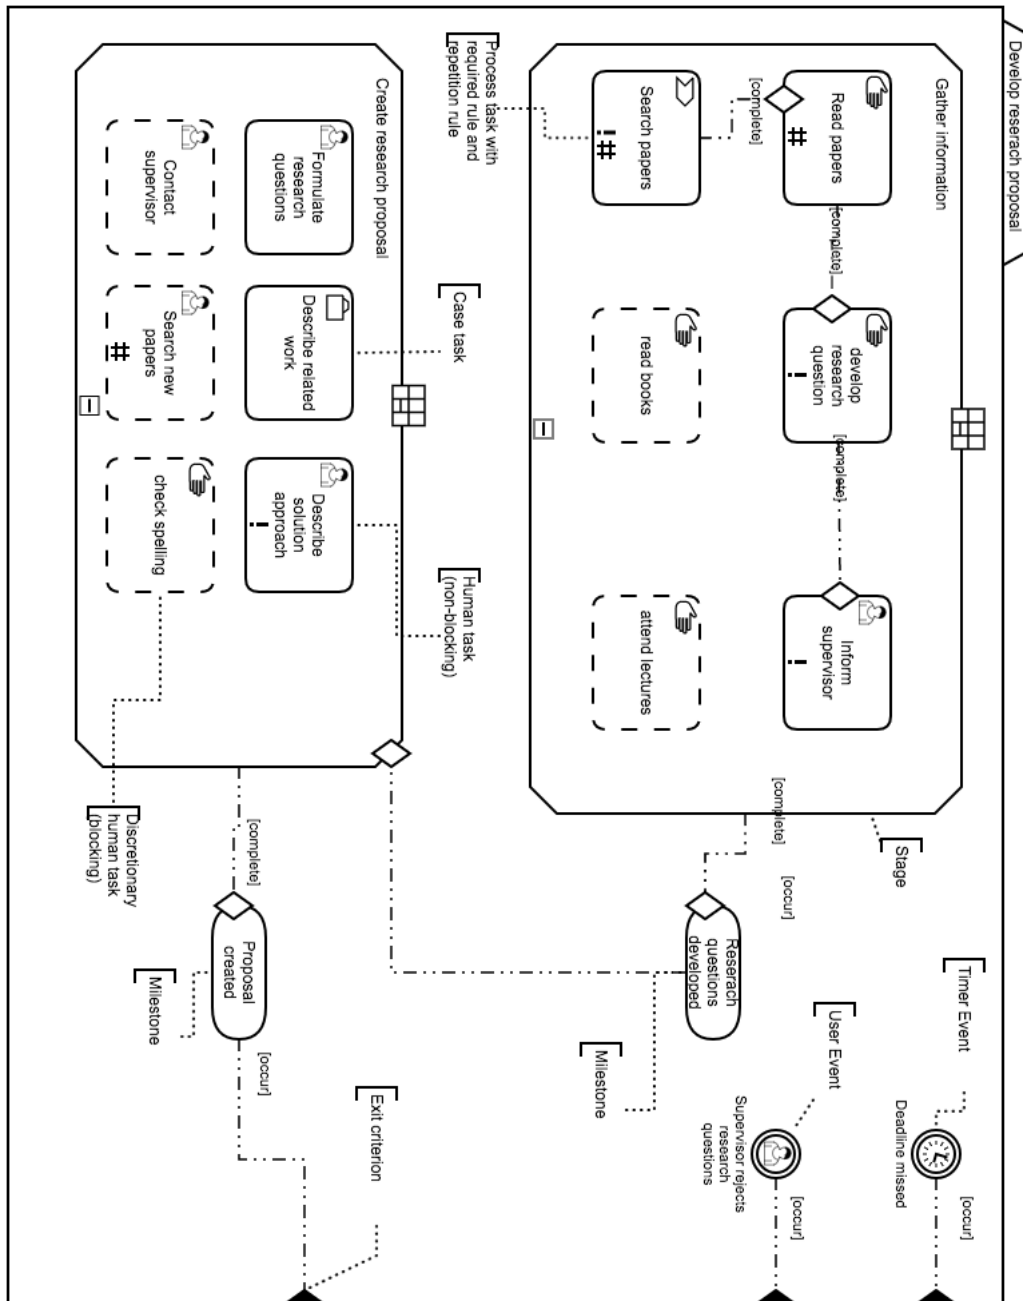 Develop reserach proposal
Gather information
Read papers
[complete]
[complete]
Search papers
Process task with
required rule and
repetition rule
develop
research
question
[complete]
read books
Inform
supervisor
attend lectures
[complete]
Stage
[occur]
Reserach
questions
developed
Milestone
Timer Event
Deadline missed
[occur]
User Event
Supervisor rejects
research
questions
[occur]
Create research proposal
Formulate
research
questions
Contact
supervisor
Describe related
work
Case task
Search new
papers
Describe
solution
approach
Human task
(non-blocking)
check spelling
Discretionary
human task
(blocking)
[complete]
Proposal
created
Milestone
[occur]
Exit criterion